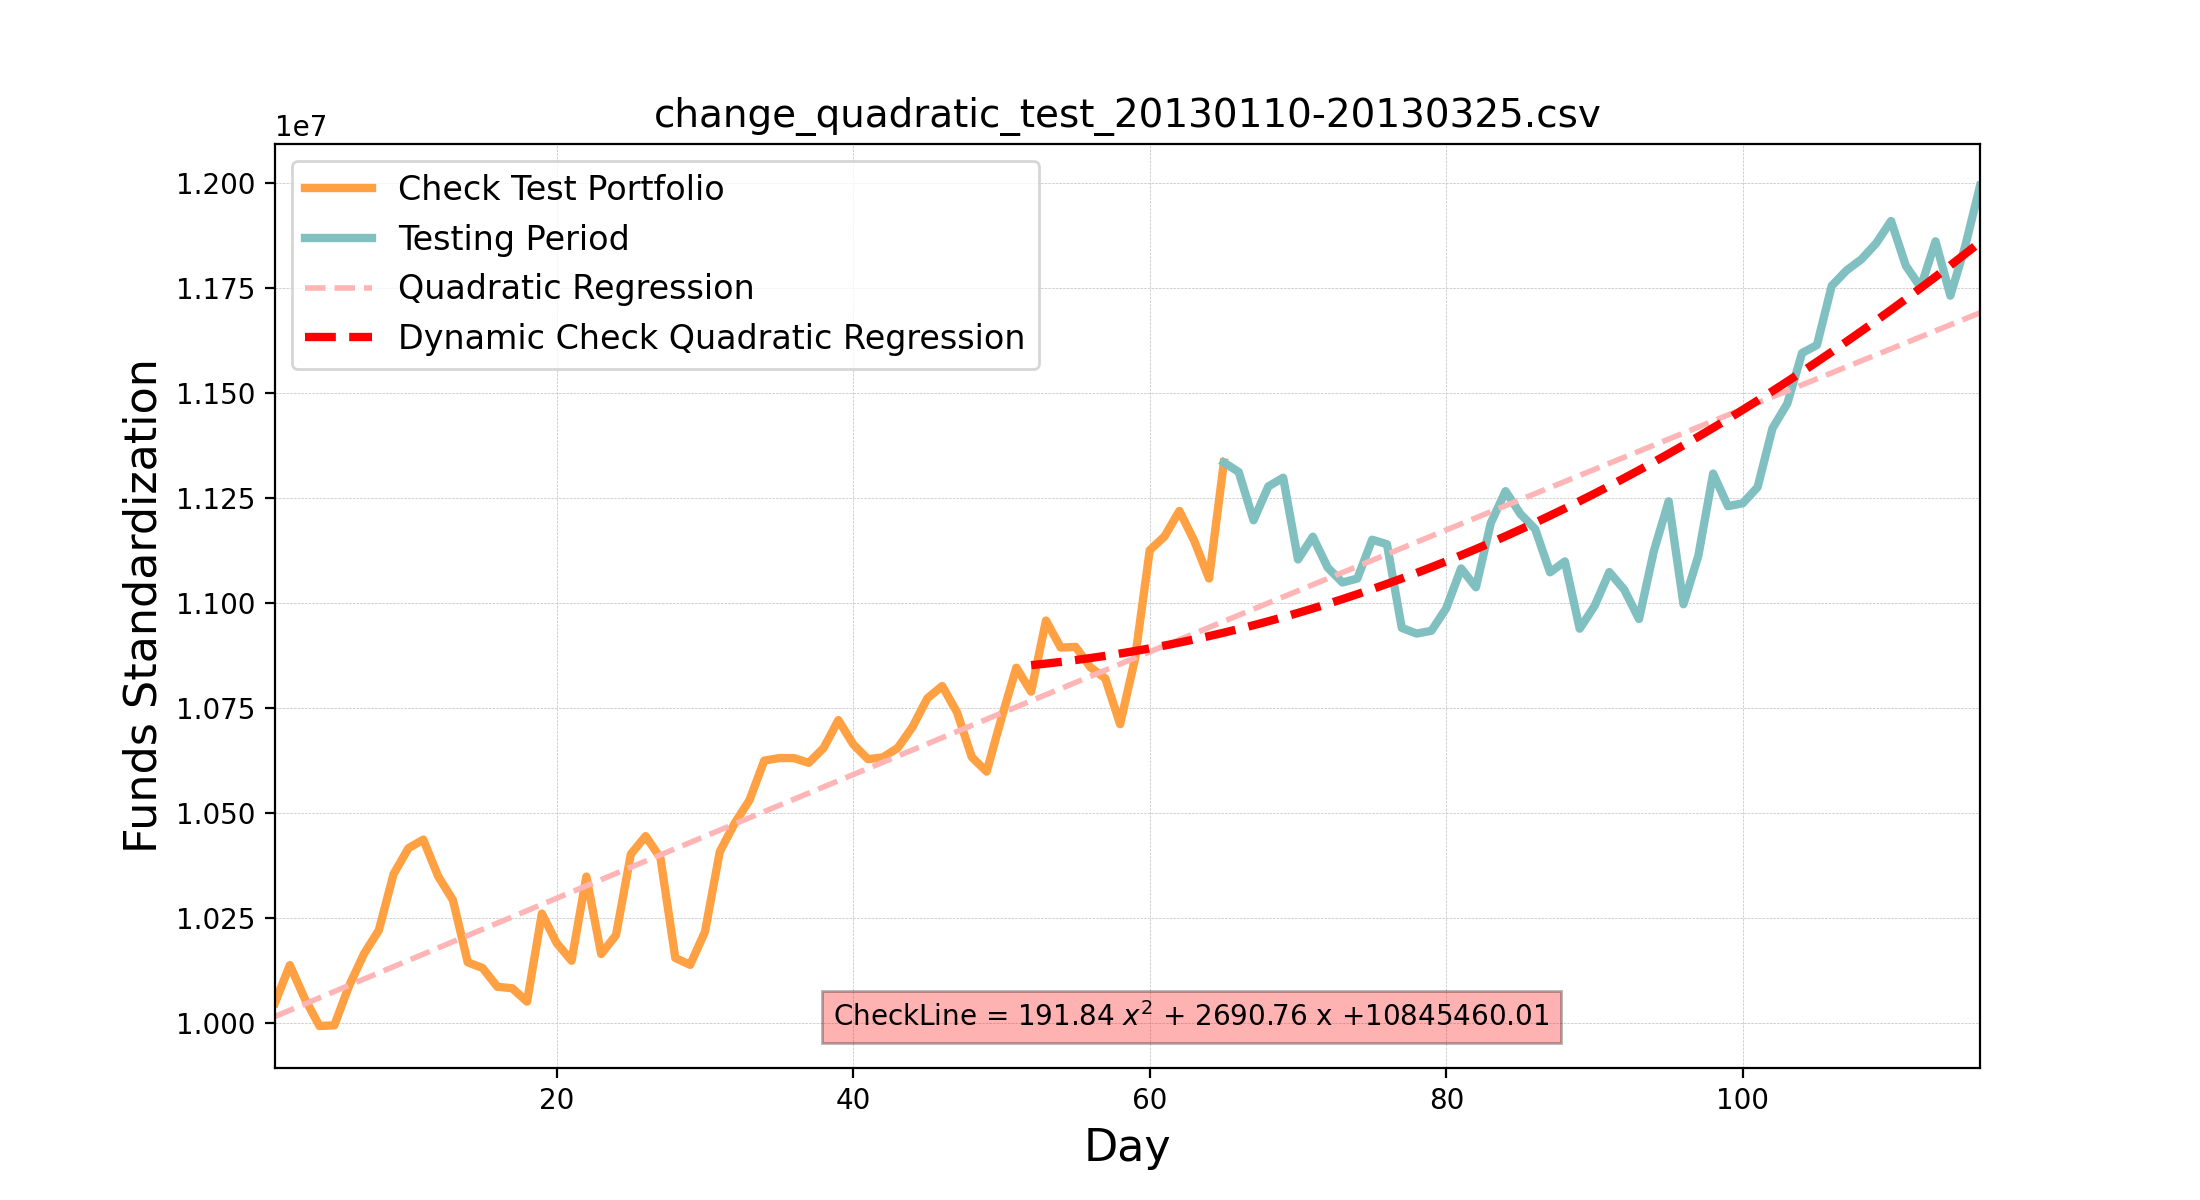 change_quadratic_test_20130110-20130325.csv
1e7
Check Test Portfolio
Testing Period
Quadratic Regression
Dynamic Check Quadratic Regression
1.200
1.175
1.150
1.125
1.100
1.075
1.050
1.025
1.000
Funds Standardization
CheckLine = 191.84 x² + 2690.76 x +10845460.01
20 40 60 80 100
Day